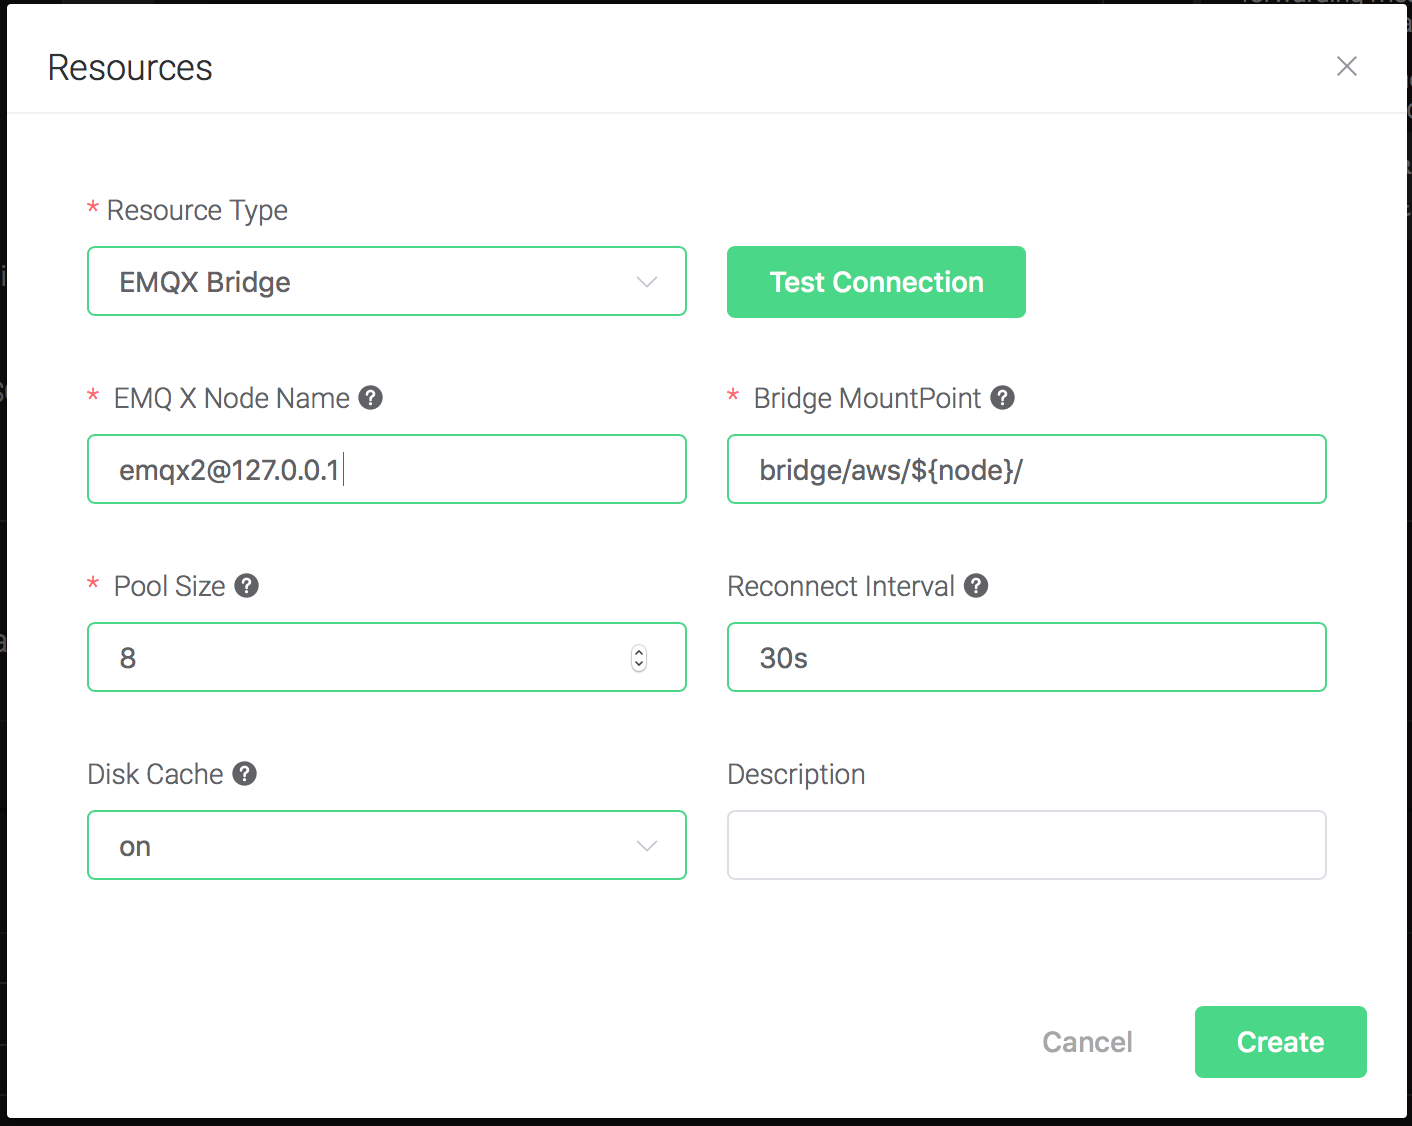 Resources
* Resource Type
EMQX Bridge
Test Connection
* EMQ X Node Name
* Bridge MountPoint
emqx2@127.0.0.1
bridge/aws/${node}/
* Pool Size
Reconnect Interval
8
30s
Disk Cache
Description
on
Cancel
Create